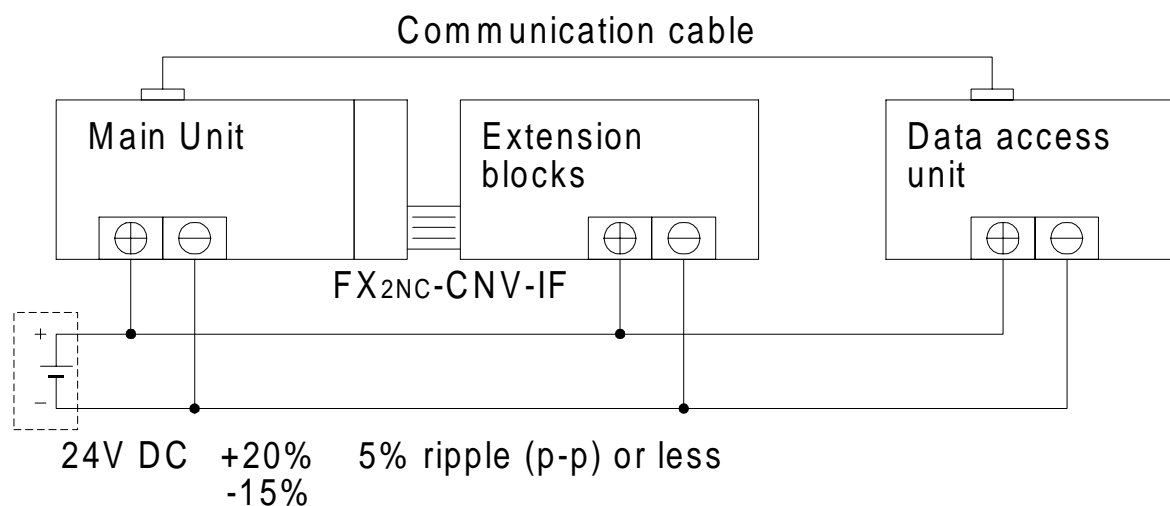 Communication cable
Main Unit
Extension
blocks
Data access
unit
FX2NC-CNV-IF
+
−
24V DC +20% 5% ripple (p-p) or less
-15%